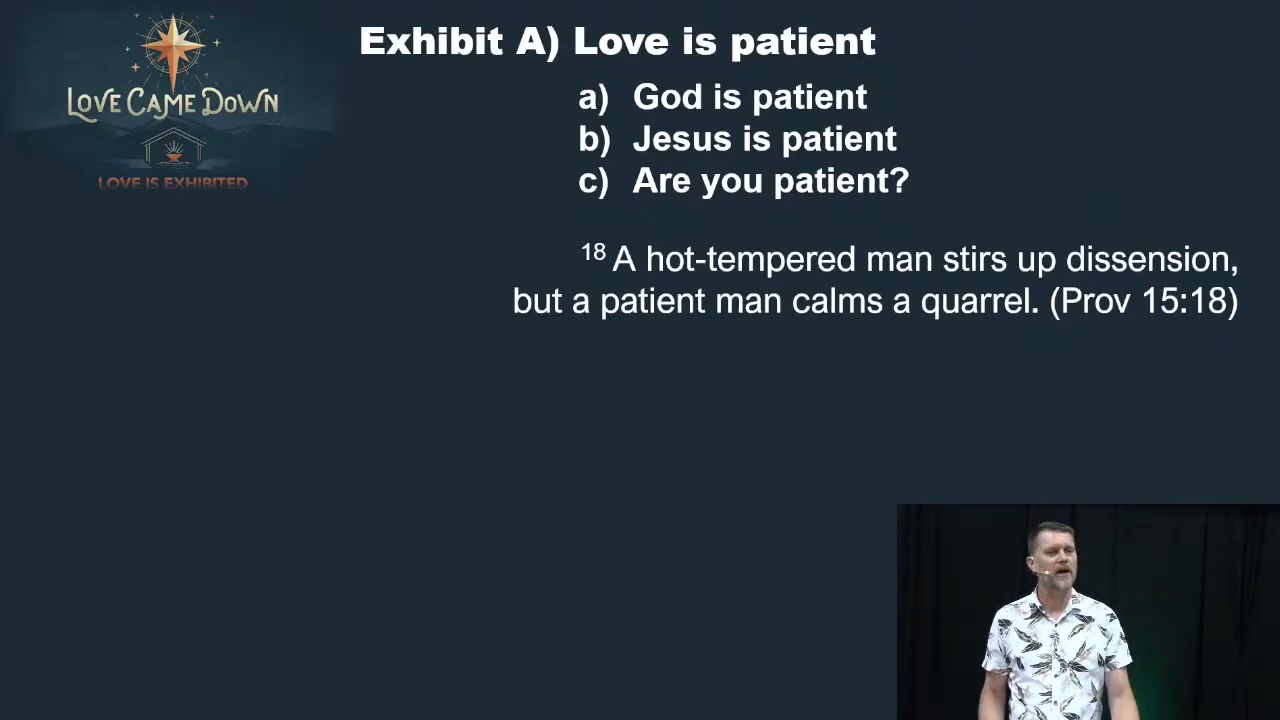 LOVE CAME DOWN
LOVE IS EXHIBITED
Exhibit A) Love is patient
a) God is patient
b) Jesus is patient
c) Are you patient?
18 A hot-tempered man stirs up dissension,
but a patient man calms a quarrel. (Prov 15:18)